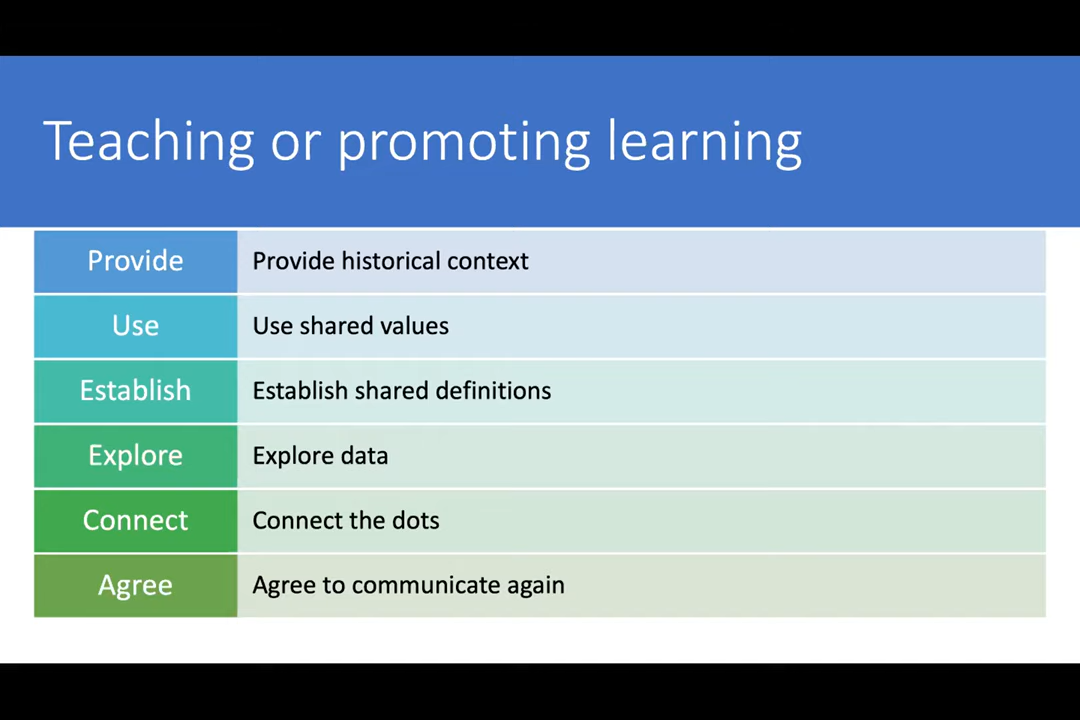 Teaching or promoting learning
Provide
Provide historical context
Use
Use shared values
Establish
Establish shared definitions
Explore
Explore data
Connect
Connect the dots
Agree
Agree to communicate again